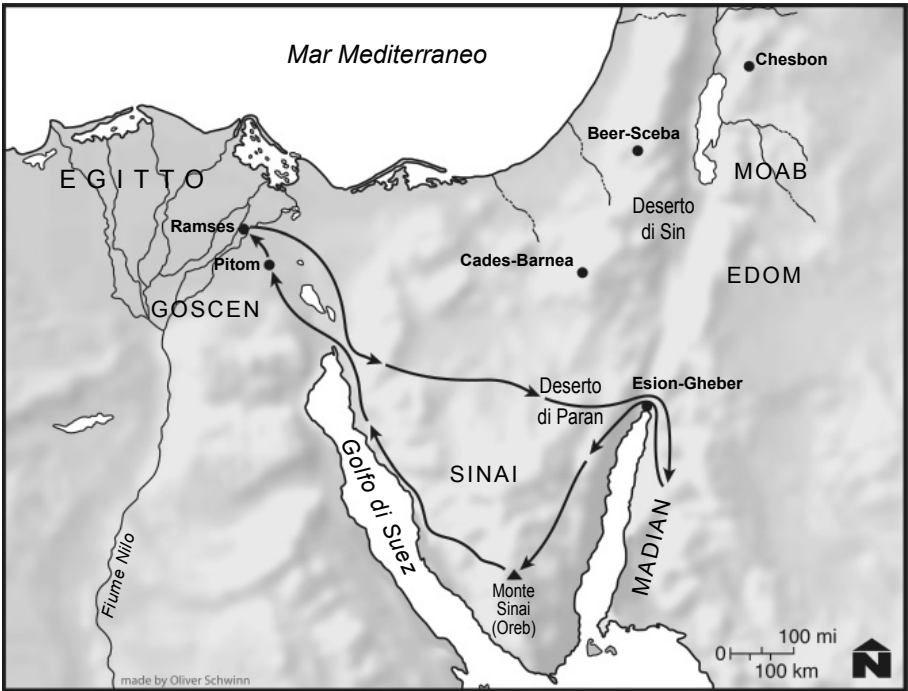 Mar Mediterraneo
Chesbon
Beer-Sceba
EGITTO
MOAB
Deserto
di Sin
Ramses
Pitom
Cades-Barnea
EDOM
GOSCEN
Deserto
di Paran
Esion-Gheber
SINAI
Golfo di Suez
MADIAN
Fiume Nilo
Monte
Sinai
(Oreb)
0 100 mi
100 km
N
made by Oliver Schwinn